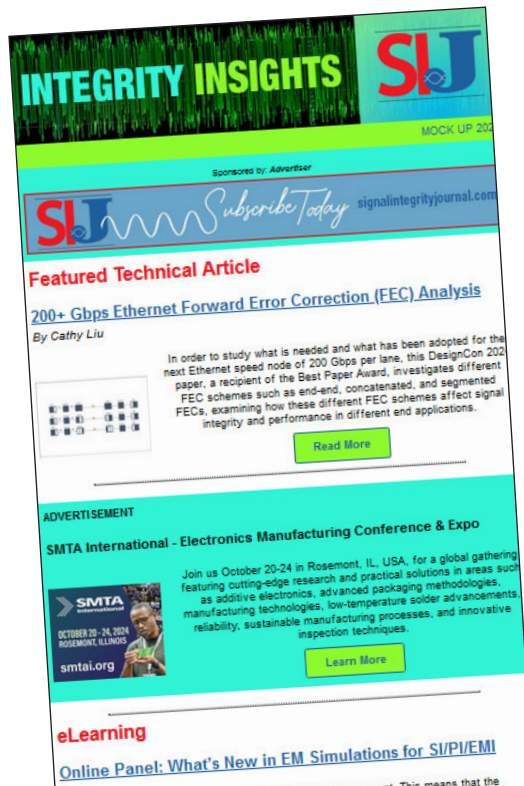 INTEGRITY INSIGHTS
SIJ
MOCK UP 202
Sponsored by: Advertiser
SIJ Subscribe Today signalintegrityjournal.com
Featured Technical Article
200+ Gbps Ethernet Forward Error Correction (FEC) Analysis
By Cathy Liu
In order to study what is needed and what has been adopted for the
next Ethernet speed node of 200 Gbps per lane, this DesignCon 202
paper, a recipient of the Best Paper Award, investigates different
FEC schemes such as end-end, concatenated, and segmented
FECs, examining how these different FEC schemes affect signal
integrity and performance in different end applications.
Read More
ADVERTISEMENT
SMTA International - Electronics Manufacturing Conference & Expo
Join us October 20-24 in Rosemont, IL, USA, for a global gathering
featuring cutting-edge research and practical solutions in areas such
as additive electronics, advanced packaging methodologies,
manufacturing technologies, low-temperature solder advancements,
reliability, sustainable manufacturing processes, and innovative
inspection techniques.
SMTA
International
OCTOBER 20 - 24, 2024
ROSEMONT, ILLINOIS
smtai.org
Learn More
eLearning
Online Panel: What's New in EM Simulations for SI/PI/EMI
This means that the